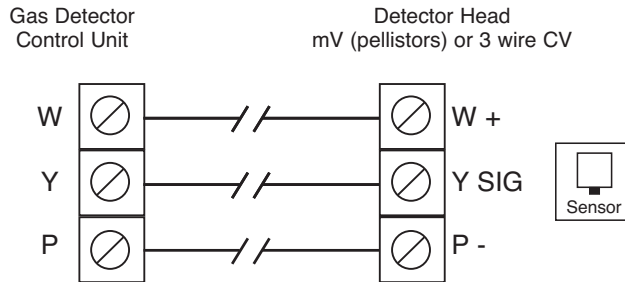 Gas Detector
Control Unit
Detector Head
mV (pellistors) or 3 wire CV
W
W +
Y
Y SIG
P
P -
Sensor